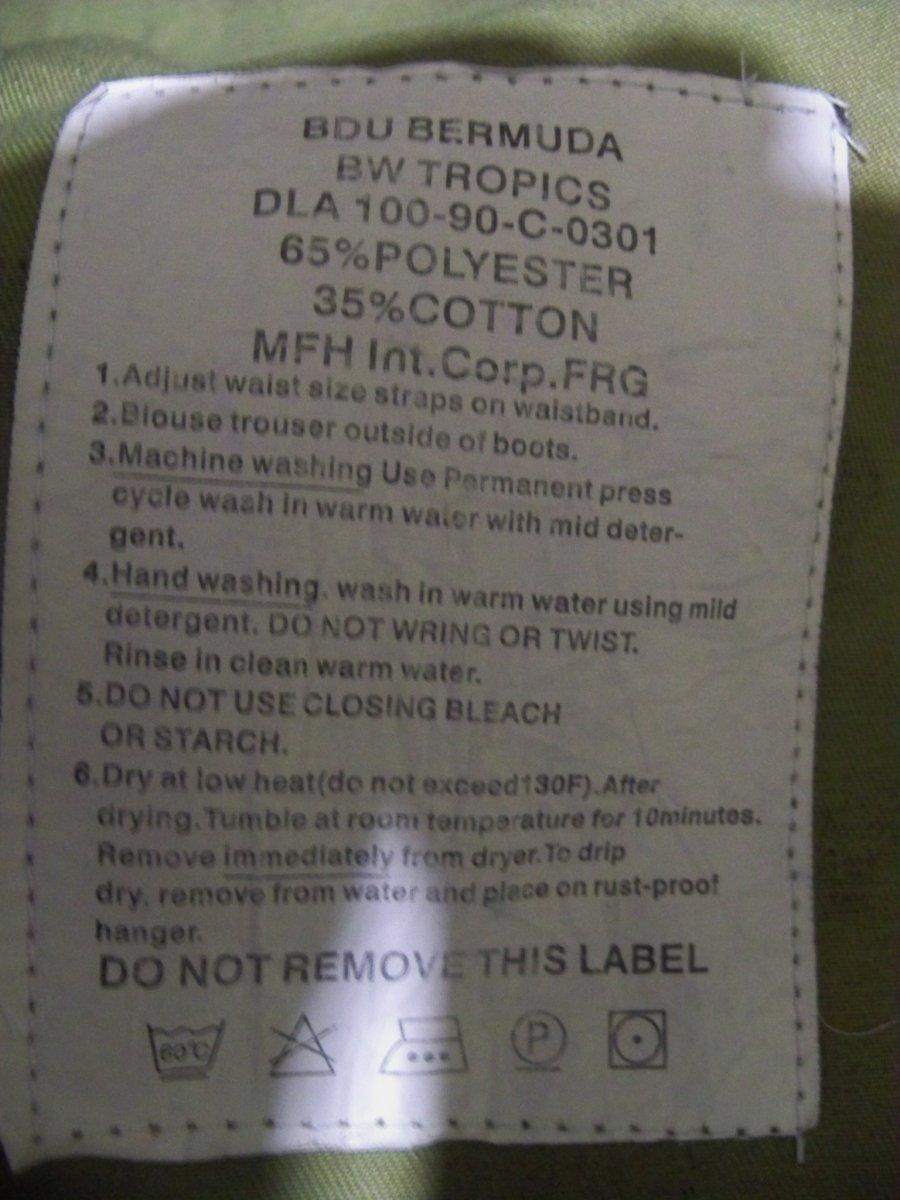 BDU BERMUDA
BW TROPICS
DLA 100-90-C-0301
65%POLYESTER
35%COTTON
MFH Int.Corp.FRG
1.Adjust waist size straps on waistband.
2.Blouse trouser outside of boots.
3.Machine washing Use Permanent press
cycle wash in warm water with mid deter-
gent.
4.Hand washing. wash in warm water using mild
detergent. DO NOT WRING OR TWIST.
Rinse in clean warm water.
5.DO NOT USE CLOSING BLEACH
OR STARCH.
6.Dry at low heat(do not exceed130F).After
drying.Tumble at room temperature for 10minutes.
Remove immediately from dryer.To drip
dry, remove from water and place on rust-proof
hanger.
DO NOT REMOVE THIS LABEL
60°C P